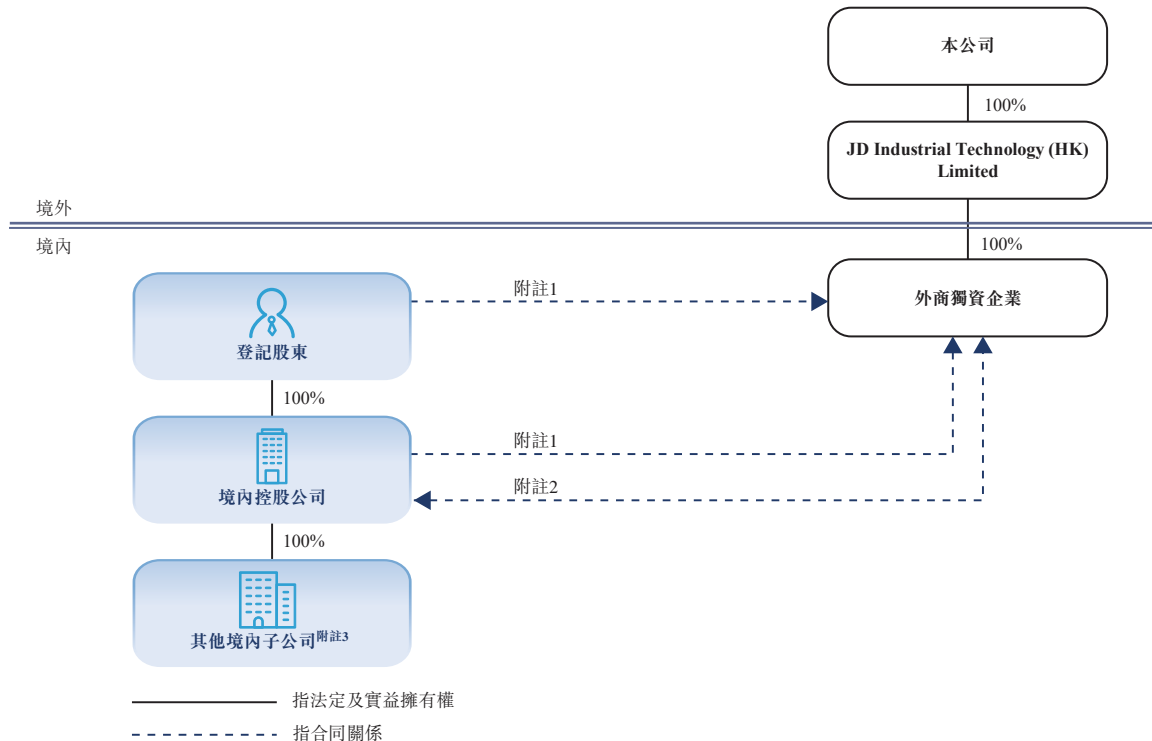 本公司
100%
JD Industrial Technology (HK)
Limited
境外
境內
100%
外商獨資企業
附註1
登記股東
100%
附註1
附註2
境內控股公司
100%
其他境內子公司附註3
指法定及實益擁有權
指合同關係